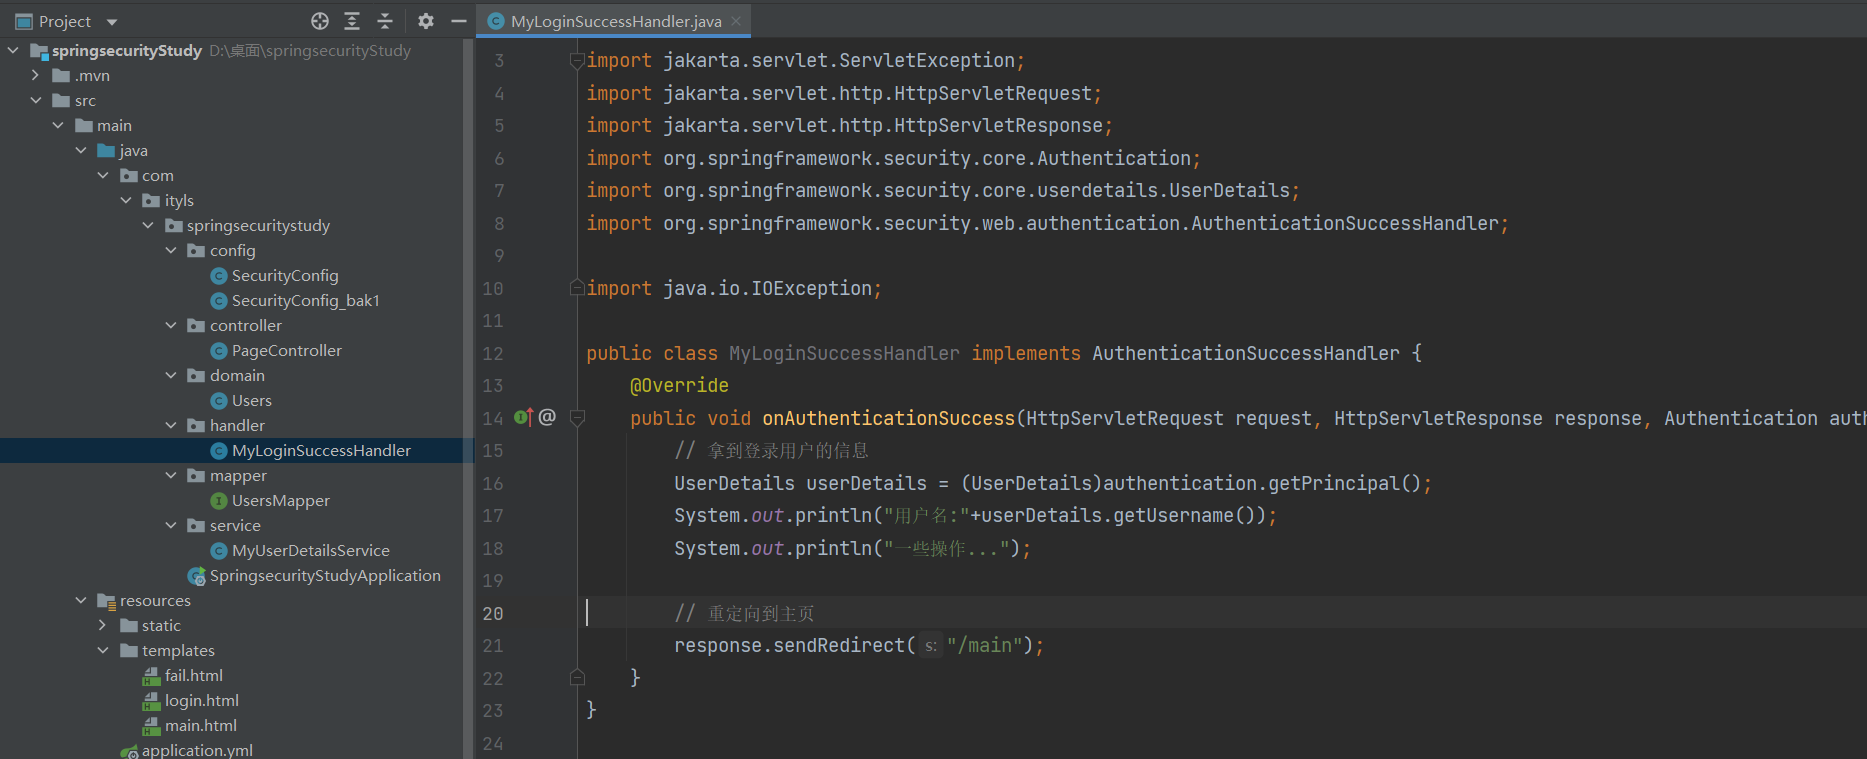 Project
springsecurityStudy D:\桌面\springsecurityStudy
.mvn
src
main
java
com
ityls
springsecuritystudy
config
SecurityConfig
SecurityConfig_bak1
controller
PageController
domain
Users
handler
MyLoginSuccessHandler
mapper
UsersMapper
service
MyUserDetailsService
SpringsecurityStudyApplication
resources
static
templates
fail.html
login.html
main.html
application.yml
MyLoginSuccessHandler.java
3 import jakarta.servlet.ServletException;
4 import jakarta.servlet.http.HttpServletRequest;
5 import jakarta.servlet.http.HttpServletResponse;
6 import org.springframework.security.core.Authentication;
7 import org.springframework.security.core.userdetails.UserDetails;
8 import org.springframework.security.web.authentication.AuthenticationSuccessHandler;
9
10 import java.io.IOException;
11
12 public class MyLoginSuccessHandler implements AuthenticationSuccessHandler {
13 @Override
14 public void onAuthenticationSuccess(HttpServletRequest request, HttpServletResponse response, Authentication aut
15 // 拿到登录用户的信息
16 UserDetails userDetails = (UserDetails)authentication.getPrincipal();
17 System.out.println("用户名:"+userDetails.getUsername());
18 System.out.println("一些操作...");
19
20 // 重定向到主页
21 response.sendRedirect( s: "/main");
22 }
23 }
24